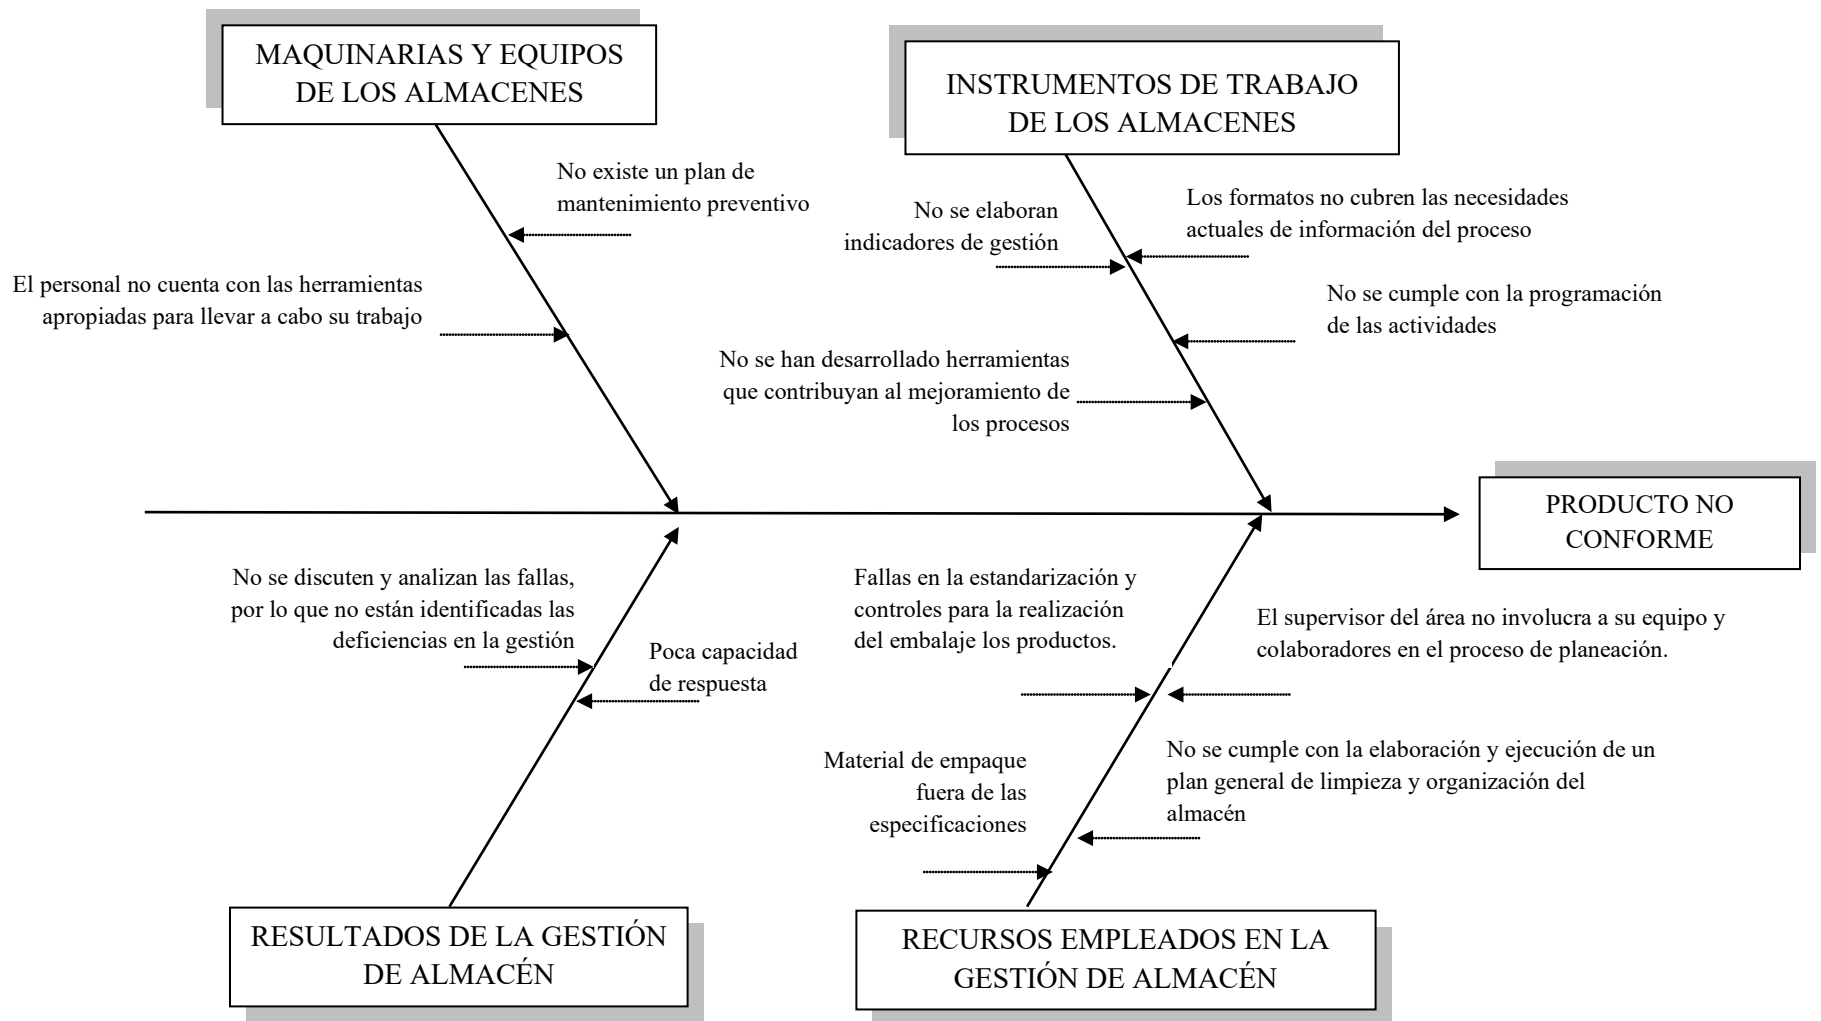 MAQUINARIAS Y EQUIPOS
DE LOS ALMACENES
INSTRUMENTOS DE TRABAJO
DE LOS ALMACENES
No existe un plan de
mantenimiento preventivo
El personal no cuenta con las herramientas
apropiadas para llevar a cabo su trabajo
No se elaboran
indicadores de gestión
Los formatos no cubren las necesidades
actuales de información del proceso
No se cumple con la programación
de las actividades
No se han desarrollado herramientas
que contribuyan al mejoramiento de
los procesos
PRODUCTO NO
CONFORME
No se discuten y analizan las fallas,
por lo que no están identificadas las
deficiencias en la gestión
Poca capacidad
de respuesta
Fallas en la estandarización y
controles para la realización
del embalaje los productos.
El supervisor del área no involucra a su equipo y
colaboradores en el proceso de planeación.
Material de empaque
fuera de las
especificaciones
No se cumple con la elaboración y ejecución de un
plan general de limpieza y organización del
almacén
RESULTADOS DE LA GESTIÓN
DE ALMACÉN
RECURSOS EMPLEADOS EN LA
GESTIÓN DE ALMACÉN